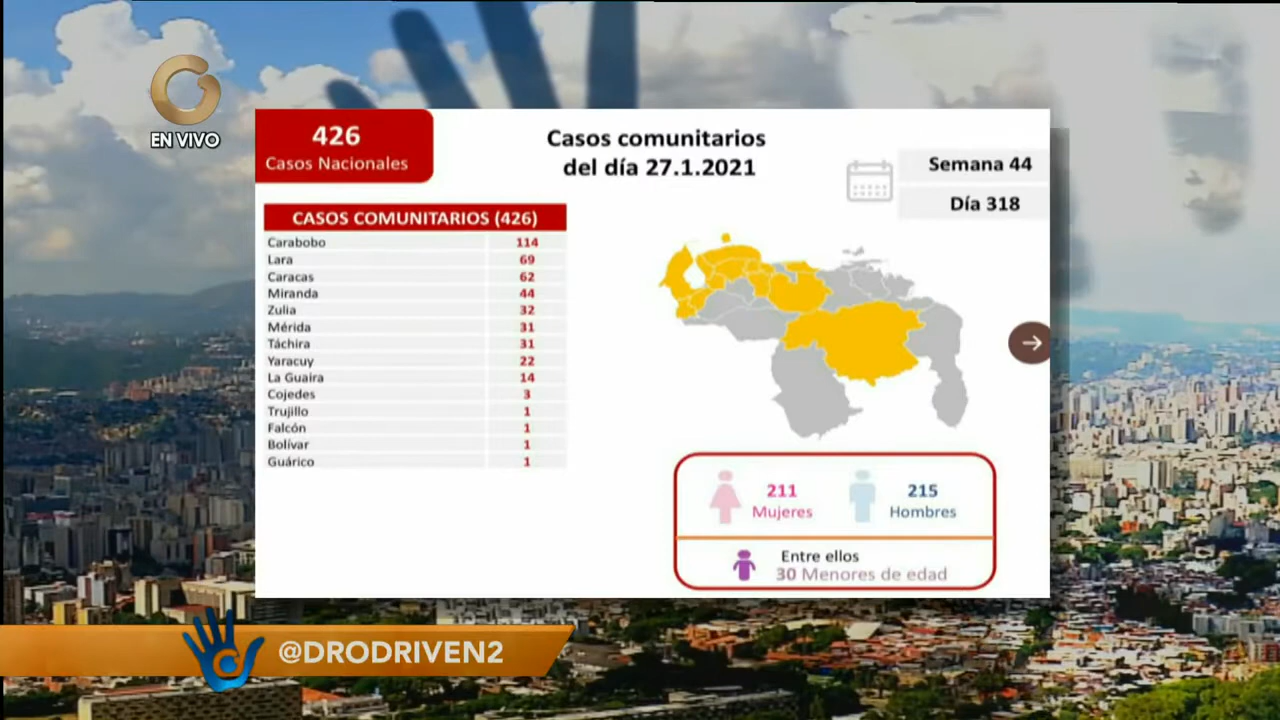 EN VIVO
426
Casos Nacionales
Casos comunitarios
del día 27.1.2021
Semana 44
Día 318
CASOS COMUNITARIOS (426)
Carabobo 114
Lara 69
Caracas 62
Miranda 44
Zulia 32
Mérida 31
Táchira 31
Yaracuy 22
La Guaira 14
Cojedes 3
Trujillo 1
Falcón 1
Bolívar 1
Guárico 1
211
Mujeres
215
Hombres
Entre ellos
30 Menores de edad
@DRODRIVEN2